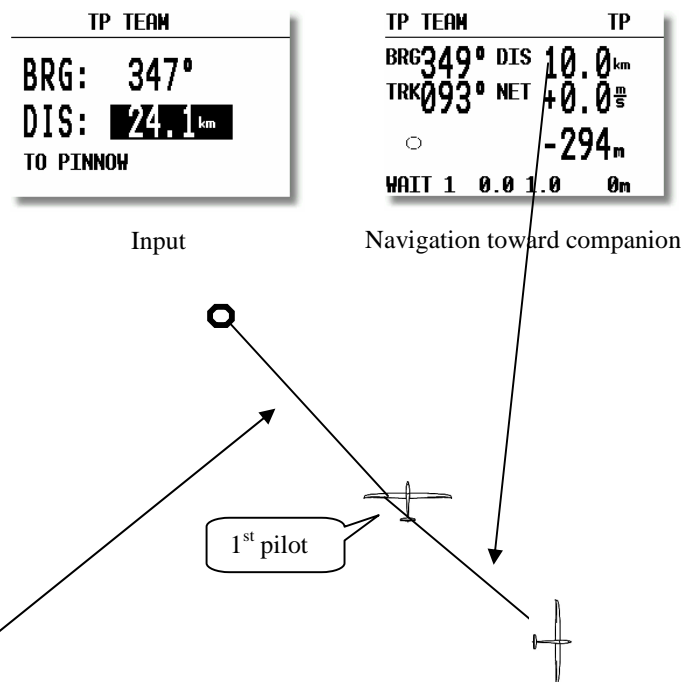 TP TEAM
BRG: 347°
DIS: 24.1km
TO PINNOW
Input
TP TEAM TP
BRG349° DIS 10.0km
TRK093° NET +0.0m/s
-294m
WAIT 1 0.0 1.0 0m
Navigation toward companion
1st pilot